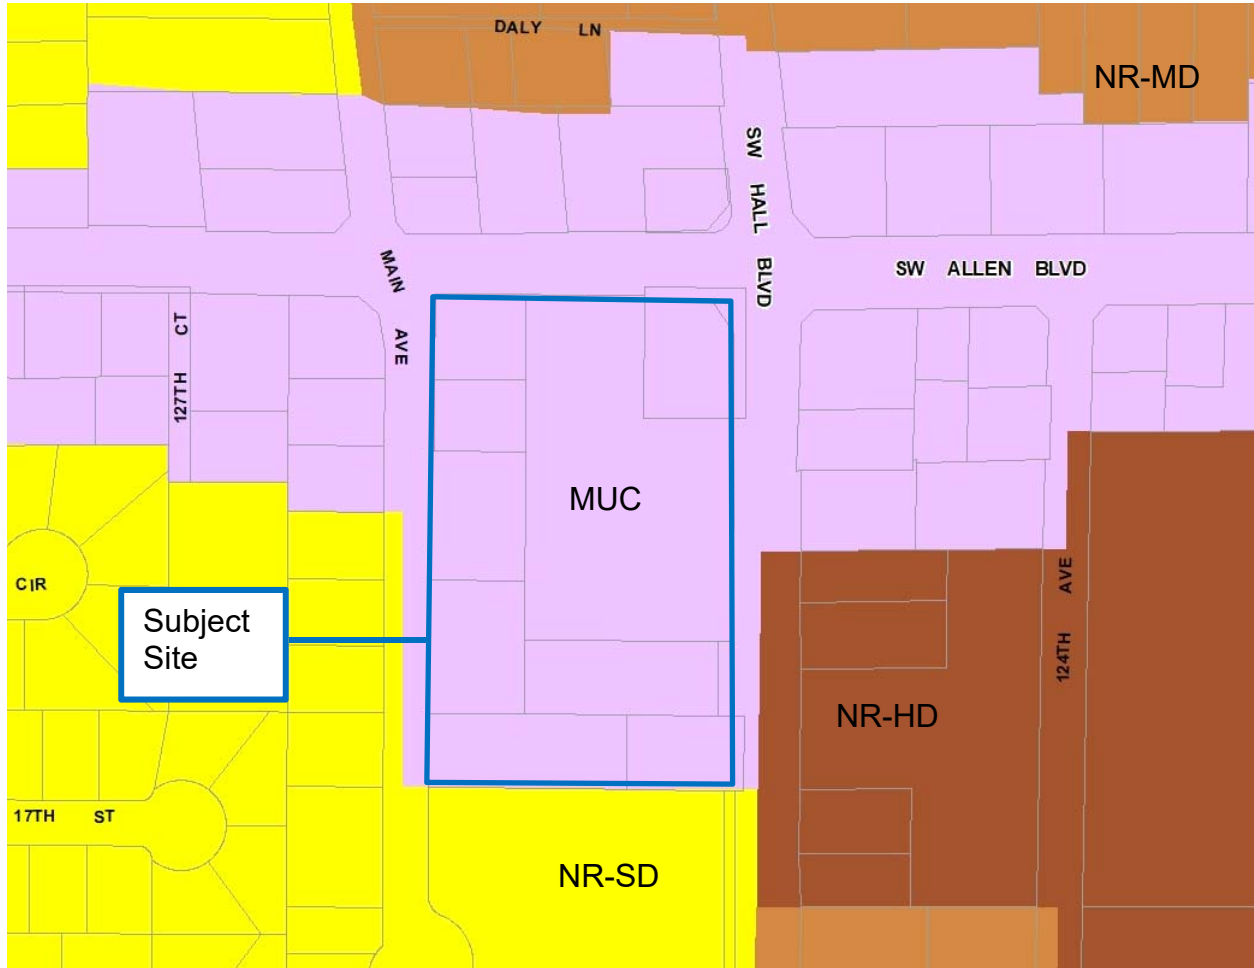 DALY LN
NR-MD
SW HALL BLVD
MAIN AVE
SW ALLEN BLVD
127TH CT
MUC
CIR
Subject
Site
124TH AVE
NR-HD
17TH ST
NR-SD